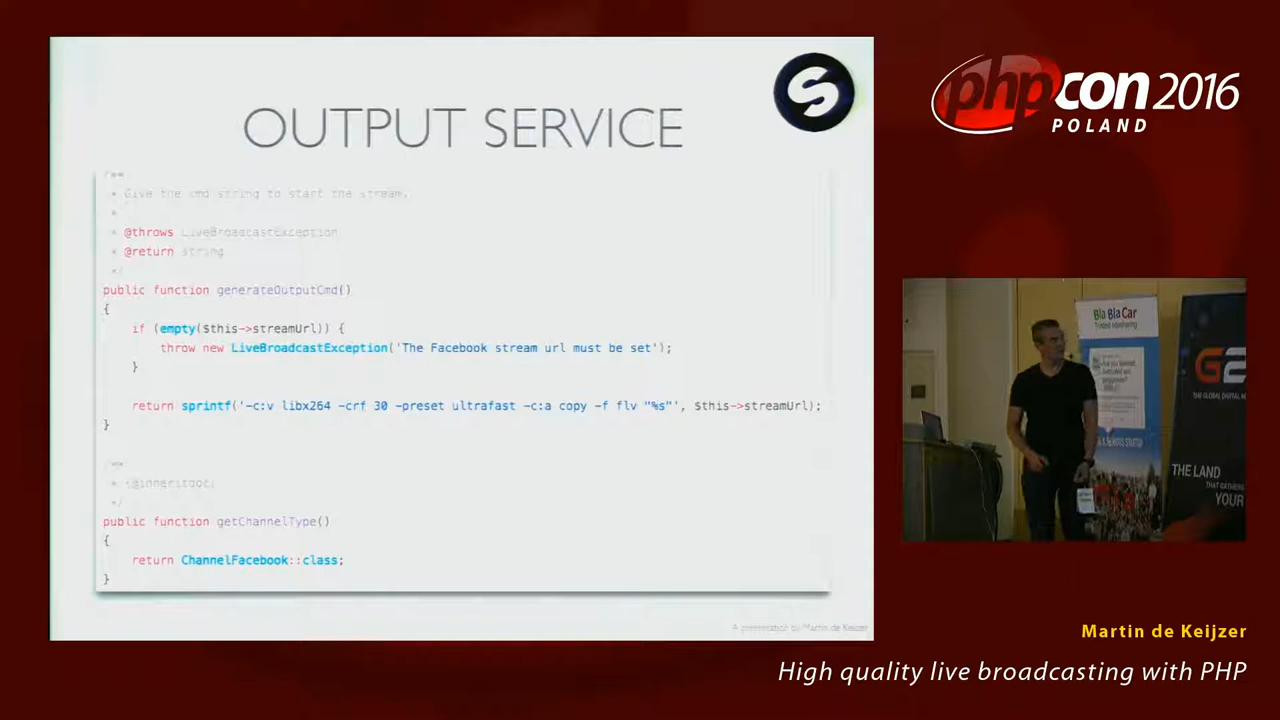 OUTPUT SERVICE
/**
* Give the cmd string to start the stream.
*
* @throws LiveBroadcastException
* @return string
*/
public function generateOutputCmd()
{
if (empty($this->streamUrl)) {
throw new LiveBroadcastException('The Facebook stream url must be set');
}
return sprintf('-c:v libx264 -crf 30 -preset ultrafast -c:a copy -f flv "%s"', $this->streamUrl);
}
/**
* {@inheritdoc}
*/
public function getChannelType()
{
return ChannelFacebook::class;
}
A presentation by Martin de Keijzer
phpcon 2016
POLAND
Bla Bla Car
G2
THE LAND
YOUR
Martin de Keijzer
High quality live broadcasting with PHP